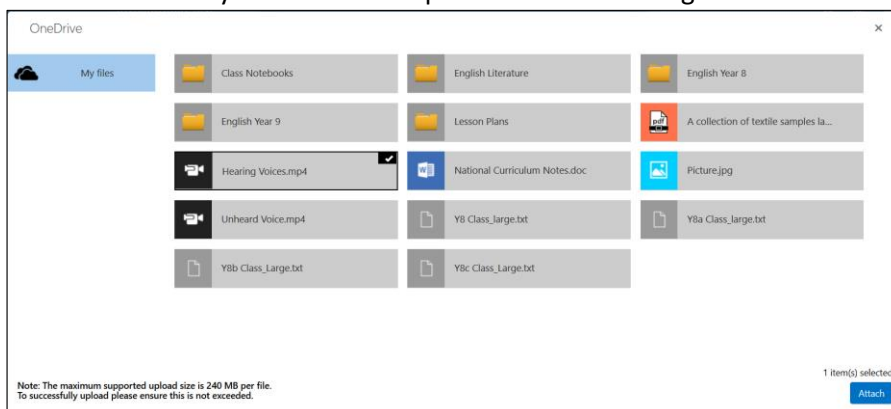 OneDrive
My files
Class Notebooks
English Literature
English Year 8
English Year 9
Lesson Plans
A collection of textile samples la...
Hearing Voices.mp4
National Curriculum Notes.doc
Picture.jpg
Unheard Voice.mp4
Y8 Class_large.txt
Y8a Class_large.txt
Y8b Class_Large.txt
Y8c Class_Large.txt
1 item(s) selected
Note: The maximum supported upload size is 240 MB per file.
To successfully upload please ensure this is not exceeded.
Attach